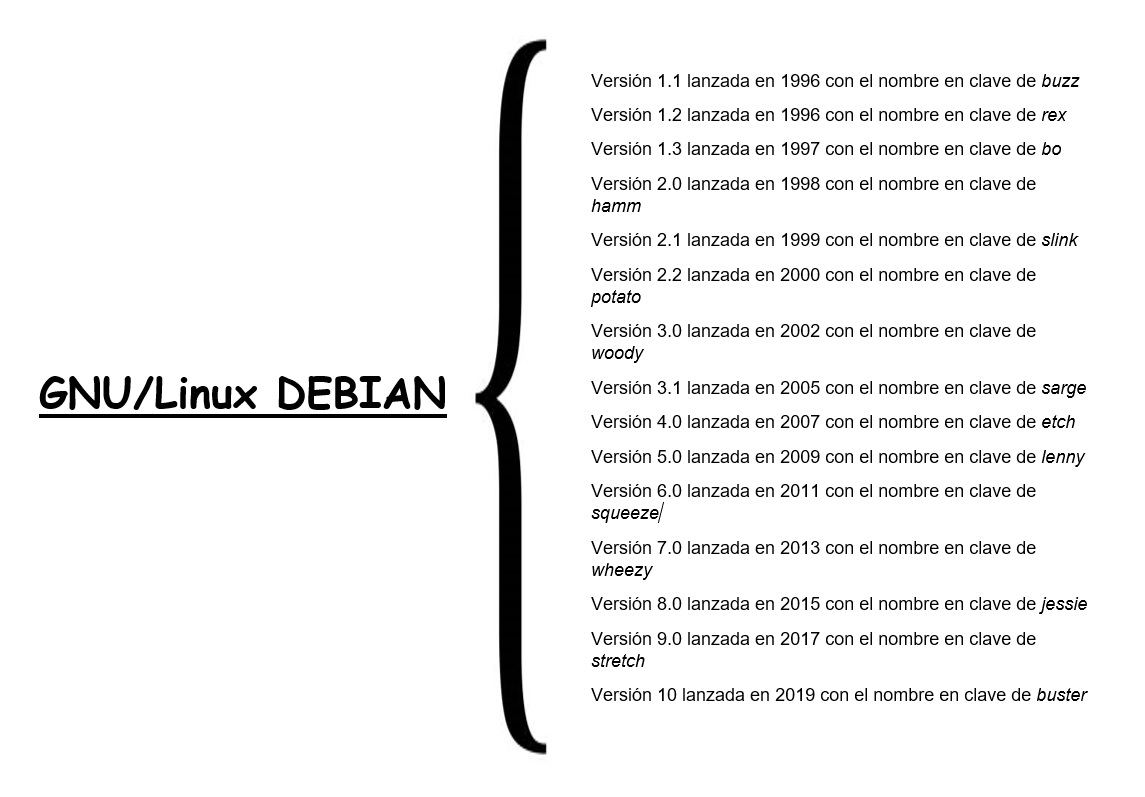 GNU/Linux DEBIAN
Versión 1.1 lanzada en 1996 con el nombre en clave de buzz
Versión 1.2 lanzada en 1996 con el nombre en clave de rex
Versión 1.3 lanzada en 1997 con el nombre en clave de bo
Versión 2.0 lanzada en 1998 con el nombre en clave de
hamm
Versión 2.1 lanzada en 1999 con el nombre en clave de slink
Versión 2.2 lanzada en 2000 con el nombre en clave de
potato
Versión 3.0 lanzada en 2002 con el nombre en clave de
woody
Versión 3.1 lanzada en 2005 con el nombre en clave de sarge
Versión 4.0 lanzada en 2007 con el nombre en clave de etch
Versión 5.0 lanzada en 2009 con el nombre en clave de lenny
Versión 6.0 lanzada en 2011 con el nombre en clave de
squeeze
Versión 7.0 lanzada en 2013 con el nombre en clave de
wheezy
Versión 8.0 lanzada en 2015 con el nombre en clave de jessie
Versión 9.0 lanzada en 2017 con el nombre en clave de
stretch
Versión 10 lanzada en 2019 con el nombre en clave de buster